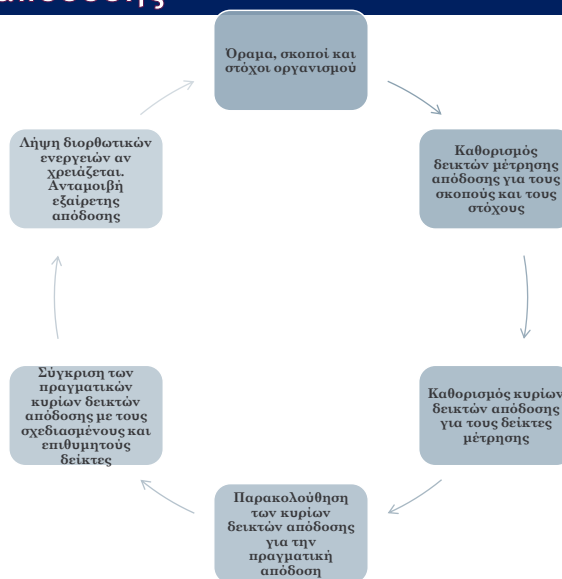 Όραμα, σκοποί και
στόχοι οργανισμού
Καθορισμός
δεικτών μέτρησης
απόδοσης για τους
σκοπούς και τους
στόχους
Καθορισμός κυρίων
δεικτών απόδοσης
για τους δείκτες
μέτρησης
Παρακολούθηση
των κυρίων
δεικτών απόδοσης
για την
πραγματική
απόδοση
Σύγκριση των
πραγματικών
κυρίων δεικτών
απόδοσης με τους
σχεδιασμένους και
επιθυμητούς
δείκτες
Λήψη διορθωτικών
ενεργειών αν
χρειάζεται.
Ανταμοιβή
εξαίρετης
απόδοσης